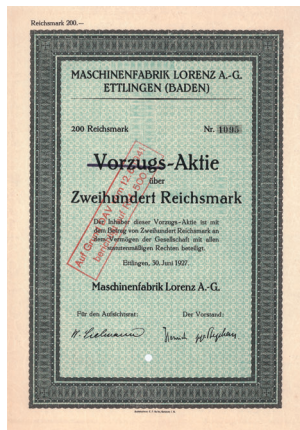 Reichsmark 200.—
MASCHINENFABRIK LORENZ A.-G.
ETTLINGEN (BADEN)
200 Reichsmark Nr. 1095
Vorzugs-Aktie
über
Zweihundert Reichsmark
Der Inhaber dieser Vorzugs-Aktie ist mit
dem Betrag von Zweihundert Reichsmark an
dem Vermögen der Gesellschaft mit allen
satzungsmäßigen Rechten beteiligt.
Ettlingen, 30. Juni 1927.
Maschinenfabrik Lorenz A.-G.
Für den Aufsichtsrat: Der Vorstand: